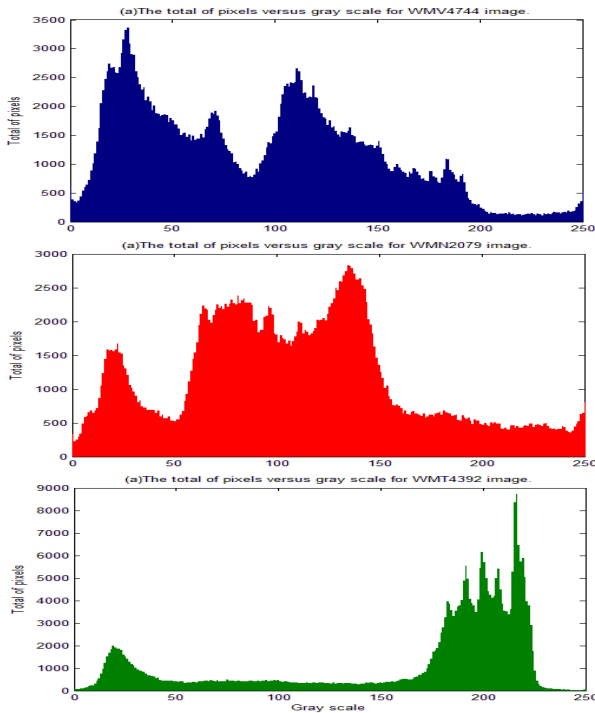 (a)The total of pixels versus gray scale for WMV4744 image.
3500
3000
2500
2000
1500
1000
500
0
Total of pixels
0 50 100 150 200 250
(a)The total of pixels versus gray scale for WMN2079 image.
3000
2500
2000
1500
1000
500
0
Total of pixels
0 50 100 150 200 250
(a)The total of pixels versus gray scale for WMT4392 image.
9000
8000
7000
6000
5000
4000
3000
2000
1000
0
Total of pixels
0 50 100 150 200 250
Gray scale